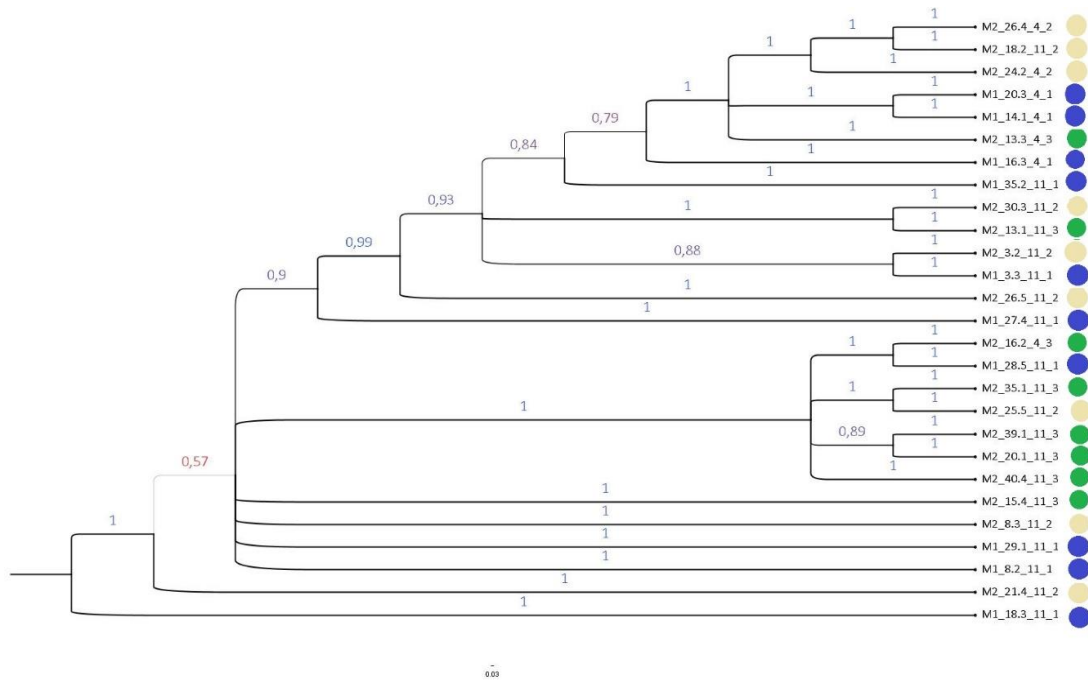 1
1 M2_26.4_4_2
1
1 M2_18.2_11_2
1
1 M2_24.2_4_2
1
1 M1_20.3_4_1
1
1 M1_14.1_4_1
0,79
1 M2_13.3_4_3
0,84
1 M1_16.3_4_1
1 M1_35.2_11_1
0,93
1 M2_30.3_11_2
1
1 M2_13.1_11_3
0,99
1 M2_3.2_11_2
0,88
1 M1_3.3_11_1
0,9
1 M2_26.5_11_2
1 M1_27.4_11_1
1
1 M2_16.2_4_3
1 M1_28.5_11_1
1
1 M2_35.1_11_3
1
1 M2_25.5_11_2
0,89
1 M2_39.1_11_3
1 M2_20.1_11_3
0,57
1 M2_40.4_11_3
1 M2_15.4_11_3
1 M2_8.3_11_2
1
1 M1_29.1_11_1
1 M1_8.2_11_1
1 M2_21.4_11_2
1 M1_18.3_11_1
0.03